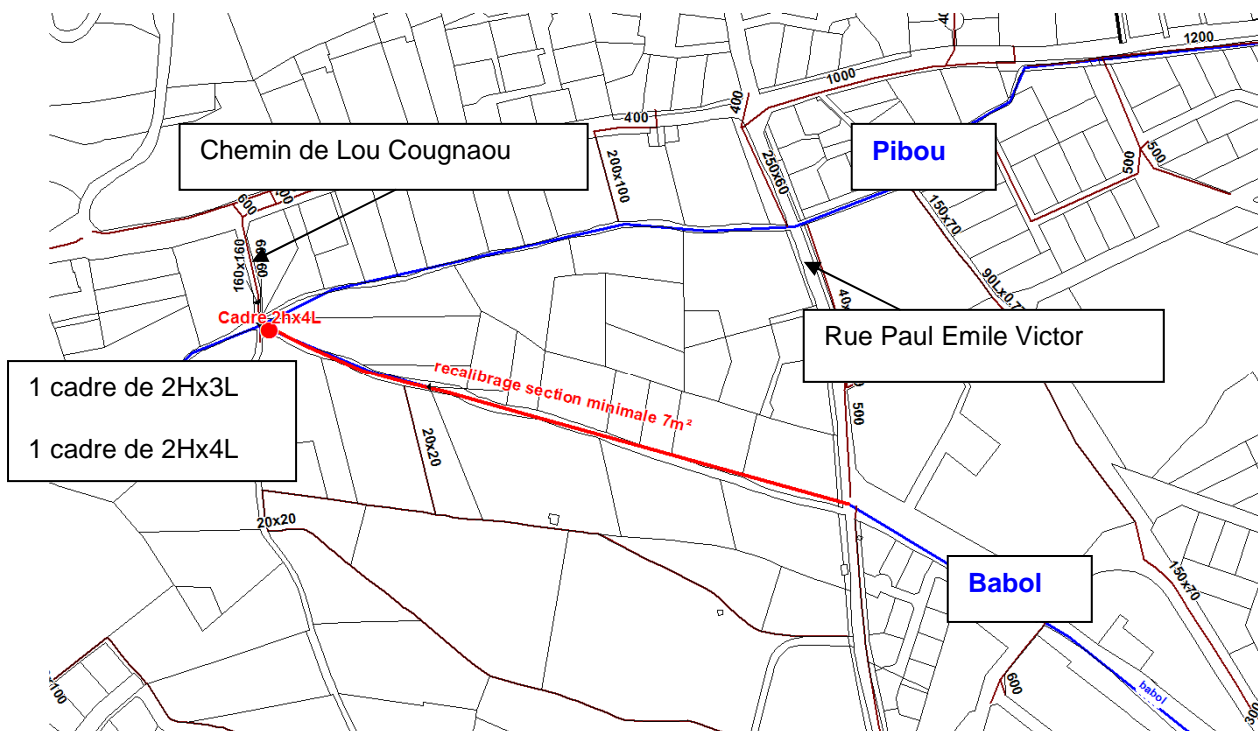 1200
1000
400
400
Chemin de Lou Cougnaou
Pibou
250x60
200x100
500
500
150x70
600
160x160
90Lx0.7
Cadre 2hx4L
Rue Paul Emile Victor
1 cadre de 2Hx3L
1 cadre de 2Hx4L
recalibrage section minimale 7m²
500
20x20
20x20
Babol
150x70
babol
600
300